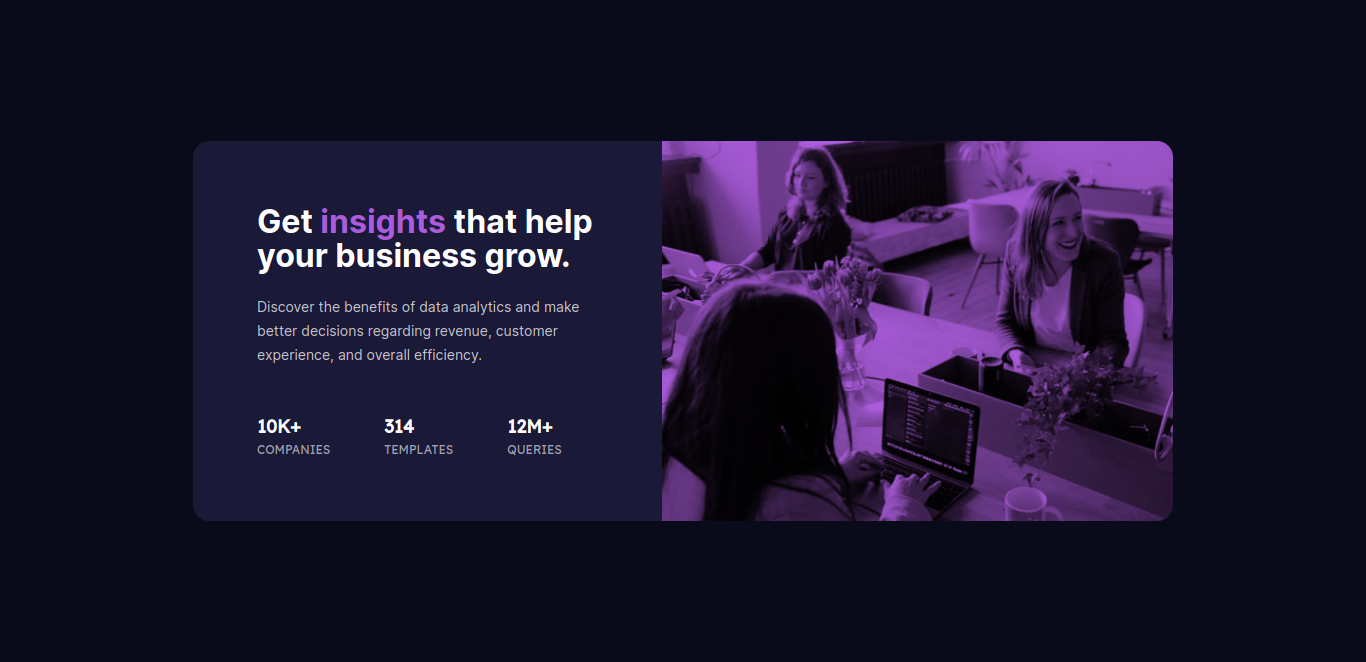 Get insights that help
your business grow.
Discover the benefits of data analytics and make
better decisions regarding revenue, customer
experience, and overall efficiency.
10K+ 314 12M+
COMPANIES TEMPLATES QUERIES